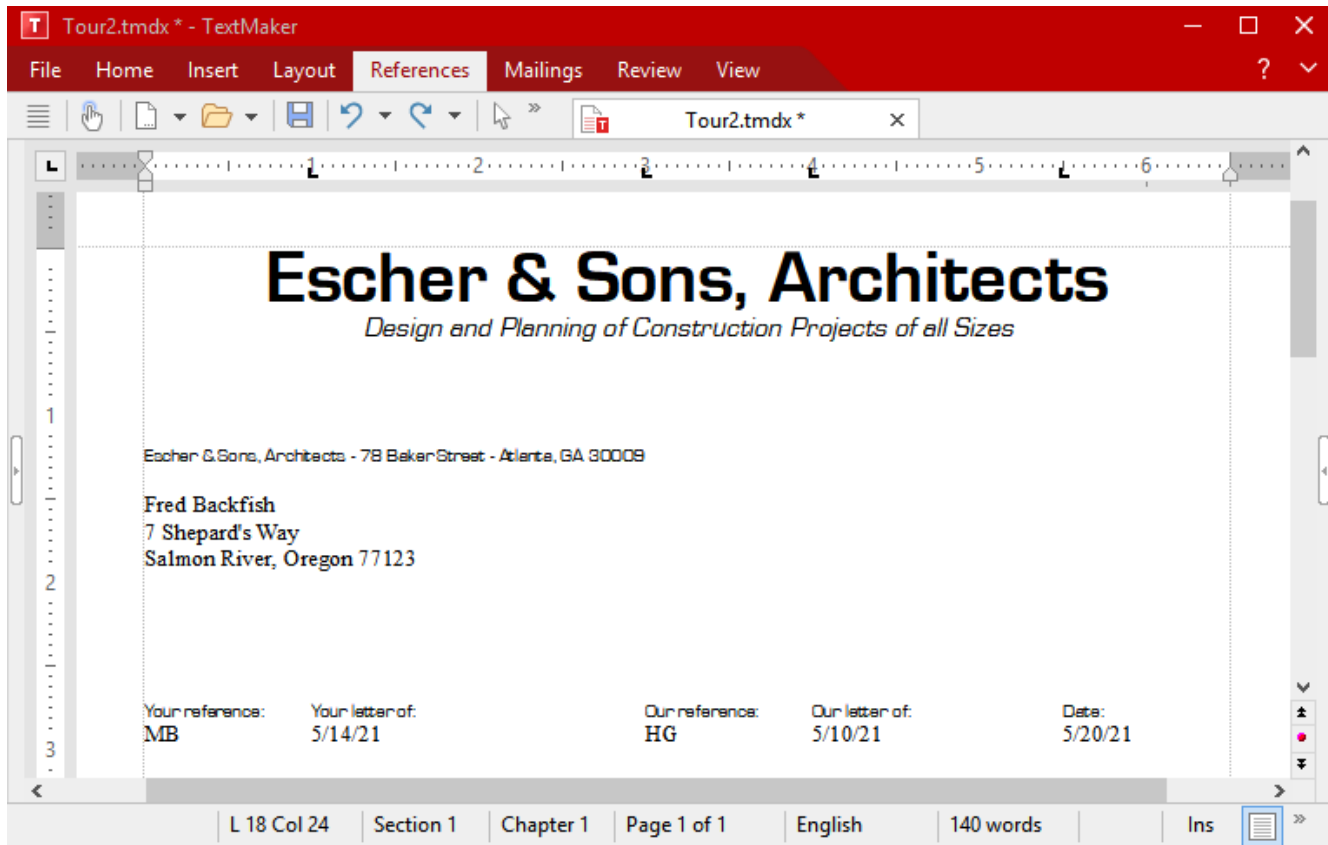 T Tour2.tmdx * - TextMaker
File Home Insert Layout References Mailings Review View ?
T Tour2.tmdx *
L 1 2 3 4 5 6
Escher & Sons, Architects
Design and Planning of Construction Projects of all Sizes
1
Escher & Sons, Architects - 78 Baker Street - Atlanta, GA 30009
Fred Backfish
7 Shepard's Way
Salmon River, Oregon 77123
2
Your reference: Your letter of: Our reference: Our letter of: Date:
MB 5/14/21 HG 5/10/21 5/20/21
3
L 18 Col 24 Section 1 Chapter 1 Page 1 of 1 English 140 words Ins